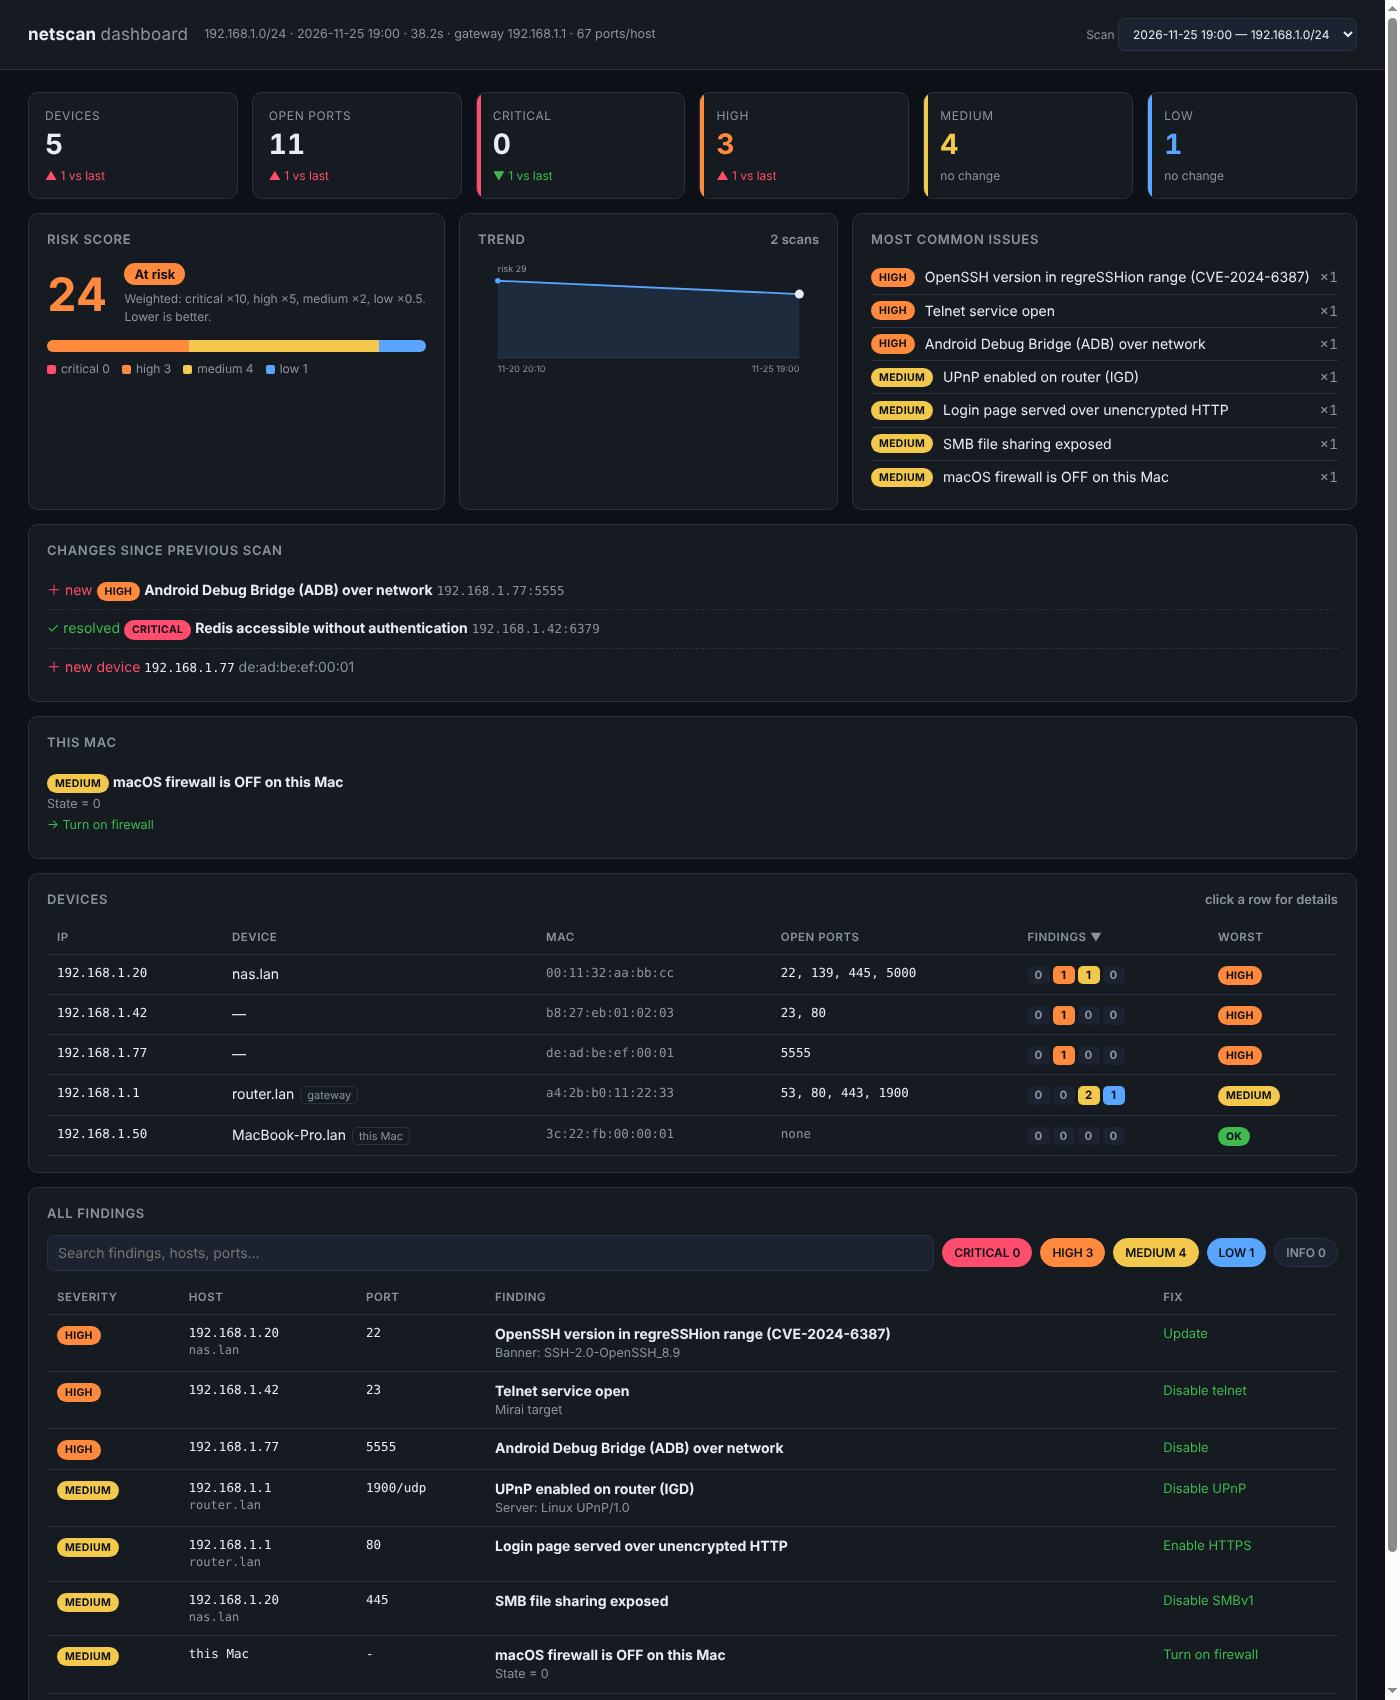 netscan dashboard 192.168.1.0/24 · 2026-11-25 19:00 · 38.2s · gateway 192.168.1.1 · 67 ports/host Scan 2026-11-25 19:00 — 192.168.1.0/24
DEVICES
5
▲ 1 vs last
OPEN PORTS
11
▲ 1 vs last
CRITICAL
0
▼ 1 vs last
HIGH
3
▲ 1 vs last
MEDIUM
4
no change
LOW
1
no change
RISK SCORE
24
At risk
Weighted: critical ×10, high ×5, medium ×2, low ×0.5.
Lower is better.
critical 0 high 3 medium 4 low 1
TREND 2 scans
risk 29
11-20 20:10 11-25 19:00
MOST COMMON ISSUES
HIGH OpenSSH version in regreSSHion range (CVE-2024-6387) ×1
HIGH Telnet service open ×1
HIGH Android Debug Bridge (ADB) over network ×1
MEDIUM UPnP enabled on router (IGD) ×1
MEDIUM Login page served over unencrypted HTTP ×1
MEDIUM SMB file sharing exposed ×1
MEDIUM macOS firewall is OFF on this Mac ×1
CHANGES SINCE PREVIOUS SCAN
+ new HIGH Android Debug Bridge (ADB) over network 192.168.1.77:5555
✓ resolved CRITICAL Redis accessible without authentication 192.168.1.42:6379
+ new device 192.168.1.77 de:ad:be:ef:00:01
THIS MAC
MEDIUM macOS firewall is OFF on this Mac
State = 0
→ Turn on firewall
DEVICES click a row for details
IP DEVICE MAC OPEN PORTS FINDINGS ▼ WORST
192.168.1.20 nas.lan 00:11:32:aa:bb:cc 22, 139, 445, 5000 0 1 1 0 HIGH
192.168.1.42 — b8:27:eb:01:02:03 23, 80 0 1 0 0 HIGH
192.168.1.77 — de:ad:be:ef:00:01 5555 0 1 0 0 HIGH
192.168.1.1 router.lan gateway a4:2b:b0:11:22:33 53, 80, 443, 1900 0 0 2 1 MEDIUM
192.168.1.50 MacBook-Pro.lan this Mac 3c:22:fb:00:00:01 none 0 0 0 0 OK
ALL FINDINGS
Search findings, hosts, ports… CRITICAL 0 HIGH 3 MEDIUM 4 LOW 1 INFO 0
SEVERITY HOST PORT FINDING FIX
HIGH 192.168.1.20 22 OpenSSH version in regreSSHion range (CVE-2024-6387) Update
nas.lan Banner: SSH-2.0-OpenSSH_8.9
HIGH 192.168.1.42 23 Telnet service open Disable telnet
Mirai target
HIGH 192.168.1.77 5555 Android Debug Bridge (ADB) over network Disable
MEDIUM 192.168.1.1 1900/udp UPnP enabled on router (IGD) Disable UPnP
router.lan Server: Linux UPnP/1.0
MEDIUM 192.168.1.1 80 Login page served over unencrypted HTTP Enable HTTPS
router.lan
MEDIUM 192.168.1.20 445 SMB file sharing exposed Disable SMBv1
nas.lan
MEDIUM this Mac - macOS firewall is OFF on this Mac Turn on firewall
State = 0